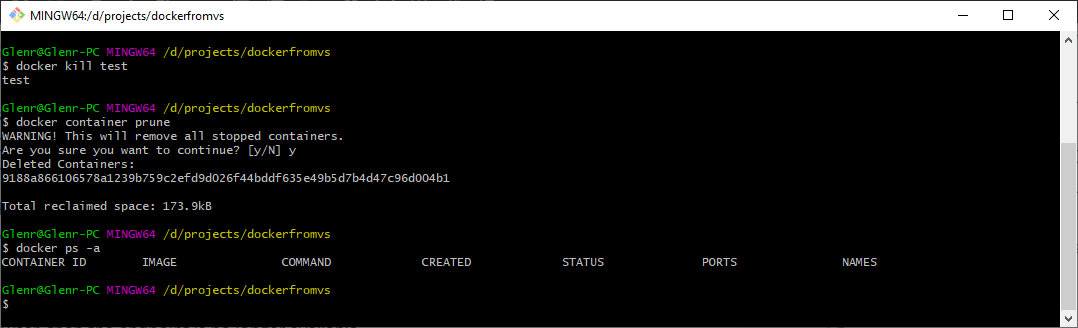 MINGW64:/d/projects/dockerfromvs
Glenr@Glenr-PC MINGW64 /d/projects/dockerfromvs
$ docker kill test
test
Glenr@Glenr-PC MINGW64 /d/projects/dockerfromvs
$ docker container prune
WARNING! This will remove all stopped containers.
Are you sure you want to continue? [y/N] y
Deleted Containers:
9188a866106578a1239b759c2efd9d026f44bddf635e49b5d7b4d47c96d004b1
Total reclaimed space: 173.9kB
Glenr@Glenr-PC MINGW64 /d/projects/dockerfromvs
$ docker ps -a
CONTAINER ID IMAGE COMMAND CREATED STATUS PORTS NAMES
Glenr@Glenr-PC MINGW64 /d/projects/dockerfromvs
$